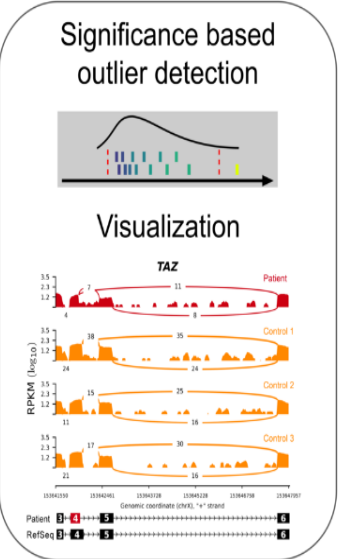 Significance based
outlier detection
Visualization
TAZ
Patient
3.5
2.3
1.2
7
11
4
8
Control 1
3.5
2.3
1.2
38
35
24
24
Control 2
3.5
2.3
1.2
15
25
11
16
Control 3
3.5
2.3
1.2
17
30
21
16
RPKM (log10)
153641550 153642461 153643728 153645228 153646708 153647957
Genomic coordinate (chrX), "+" strand
Patient 3 4 5 6
RefSeq 3 4 5 6